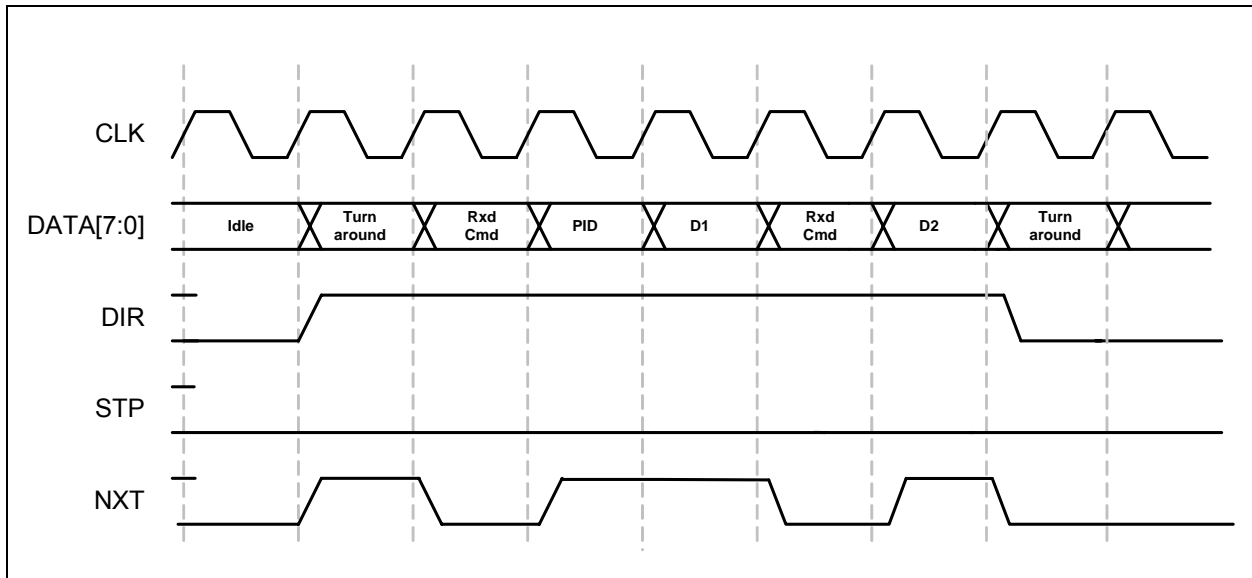 CLK
DATA[7:0]
Idle
Turn
around
Rxd
Cmd
PID
D1
Rxd
Cmd
D2
Turn
around
DIR
STP
NXT